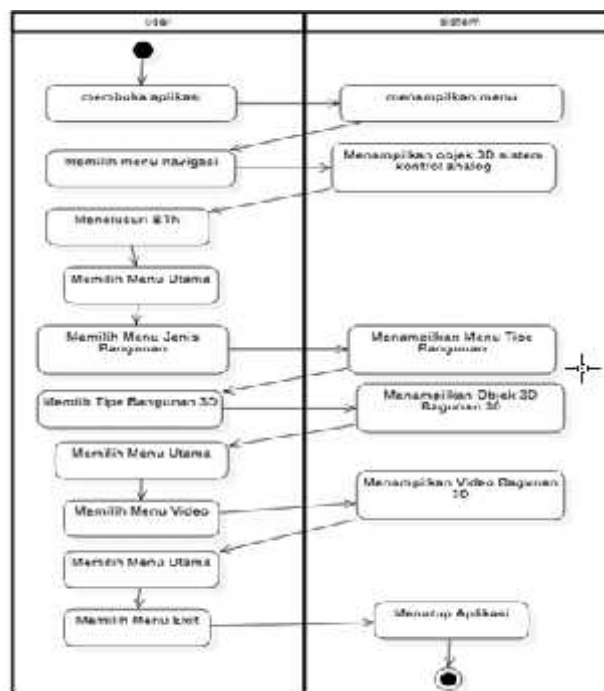 user
sistem
membuka aplikasi
menampilkan menu
Memilih menu navigasi
Menampilkan objek 3D sistem
kontrol analog
Menelusuri
Memilih Menu Utama
Memilih Menu Jenis
Bangunan
Menampilkan Menu Tipe
Bangunan
Memilih Tipe Bangunan 3D
Menampilkan Objek 3D
Bagunan 3D
Memilih Menu Utama
Menampilkan Video Bagunan
3D
Memilih Menu Video
Memilih Menu Utama
Memilih Menu Exit
Menutup Aplikasi